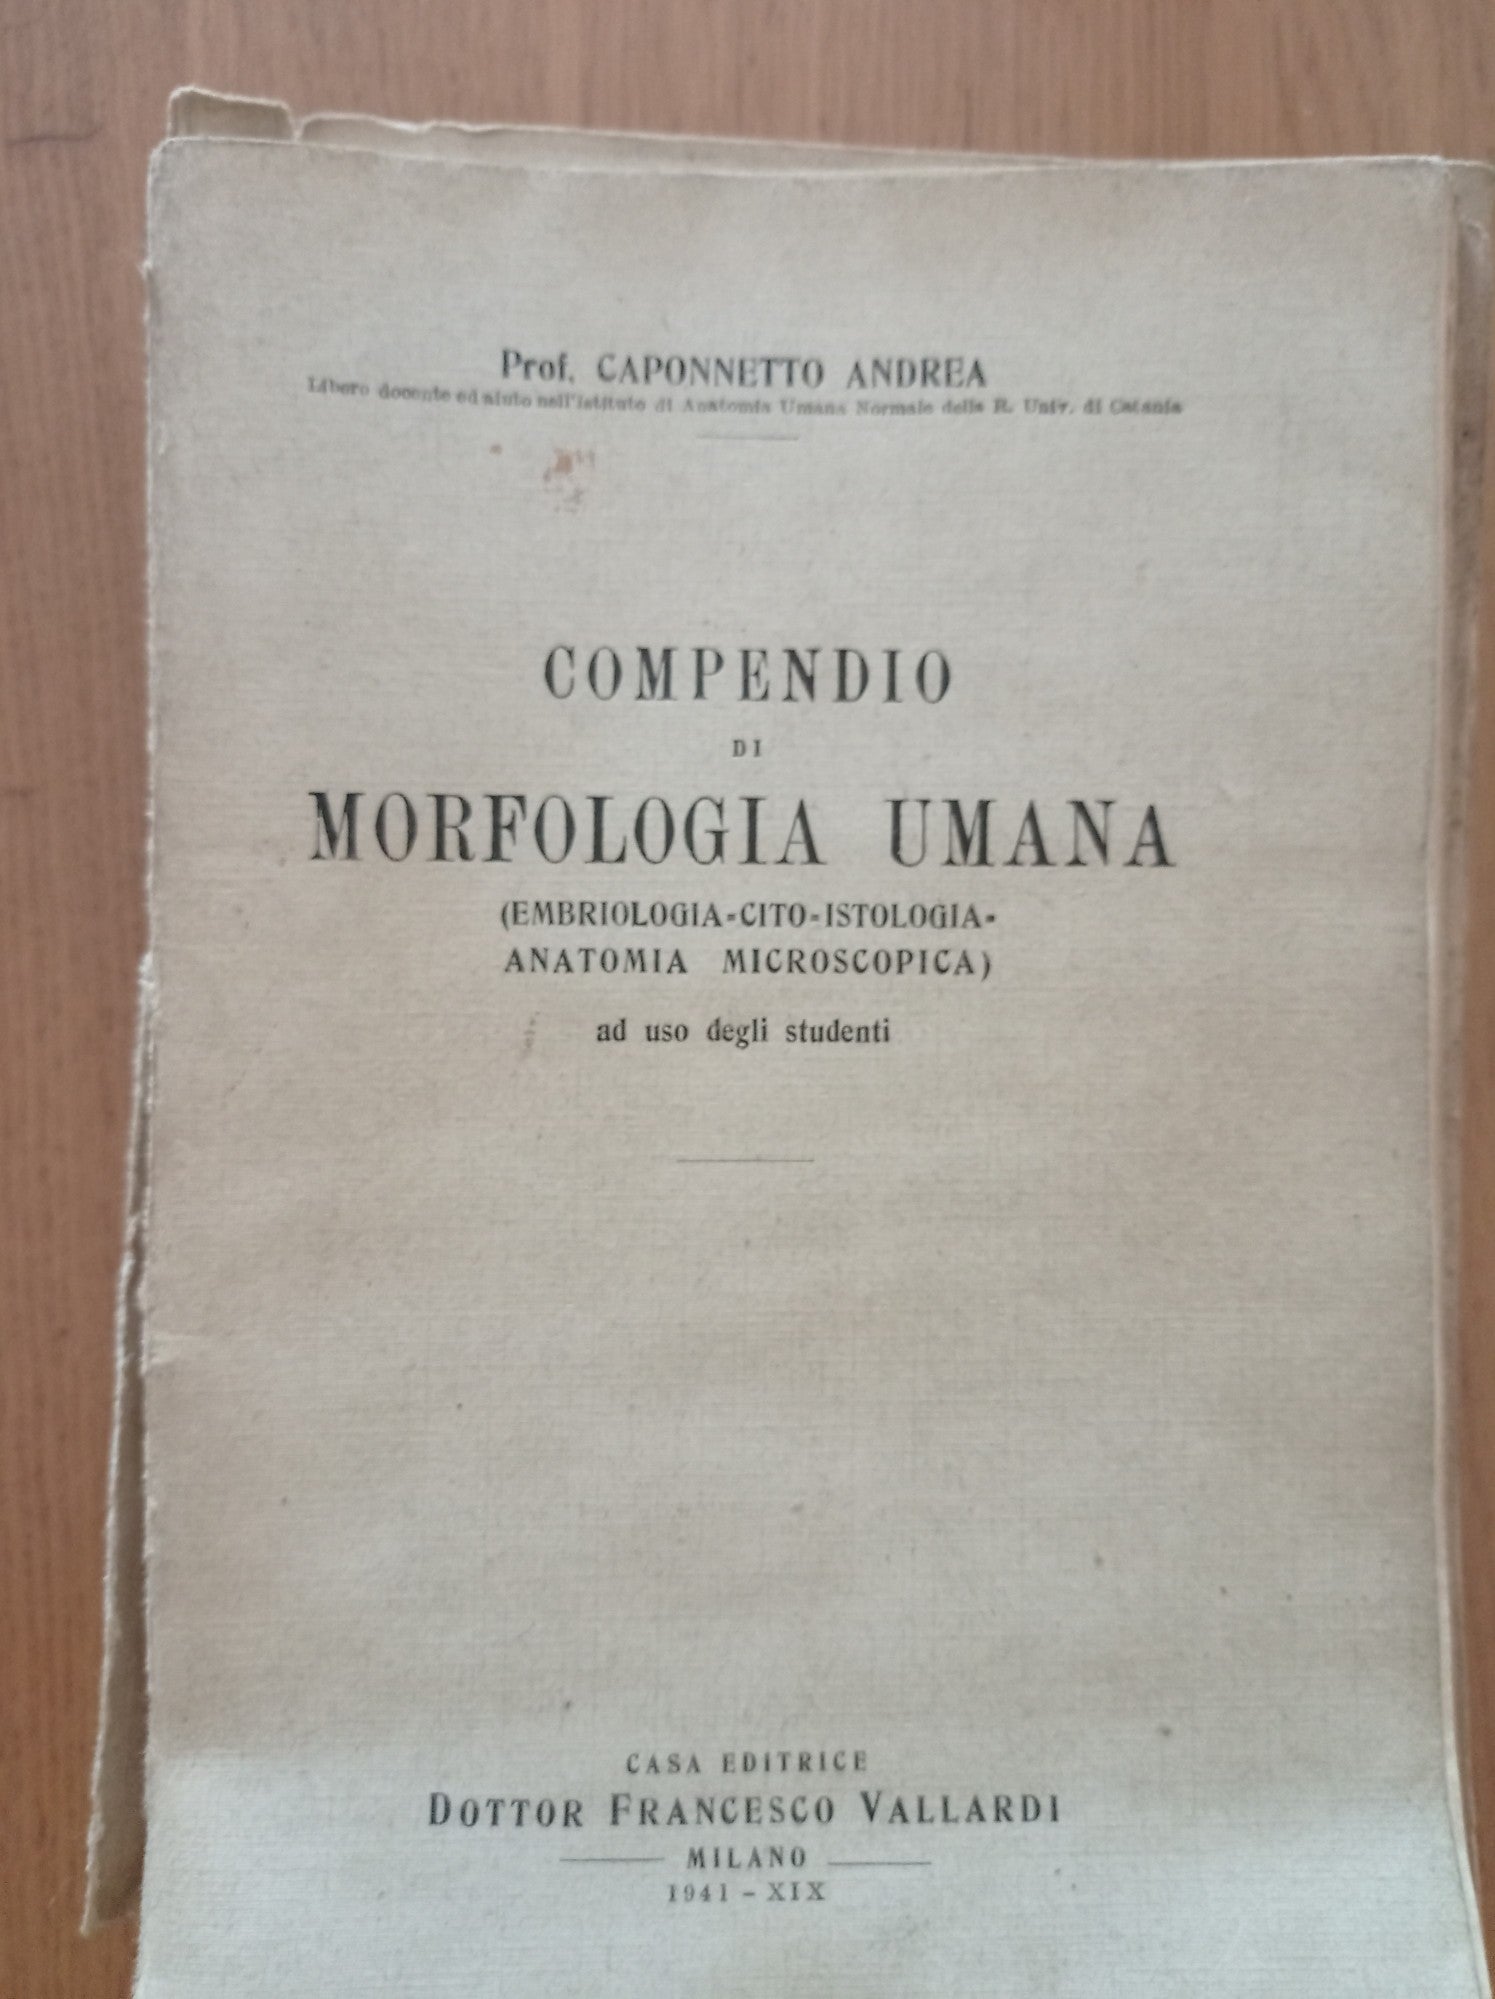 Prof. CAPONNETTO ANDREA
Libero docente ed aiuto nell'istituto di Anatomia Umana Normale della R. Univ. di Catania
COMPENDIO
DI
MORFOLOGIA UMANA
(EMBRIOLOGIA-CITO-ISTOLOGIA-
ANATOMIA MICROSCOPICA)
ad uso degli studenti
CASA EDITRICE
DOTTOR FRANCESCO VALLARDI
MILANO
1941 - XIX